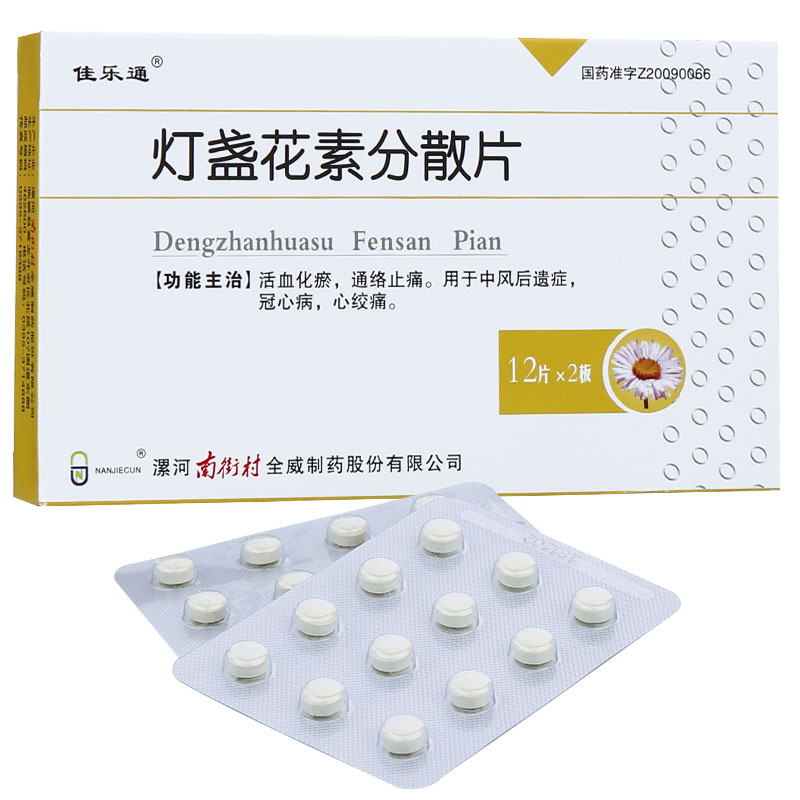 佳乐通®
国药准字Z20090066
灯盏花素分散片
Dengzhanhuasu Fensan Pian
【功能主治】活血化瘀，通络止痛。用于中风后遗症，
冠心病，心绞痛。
12片×2板
NANJIECUN®
漯河南街村全威制药股份有限公司